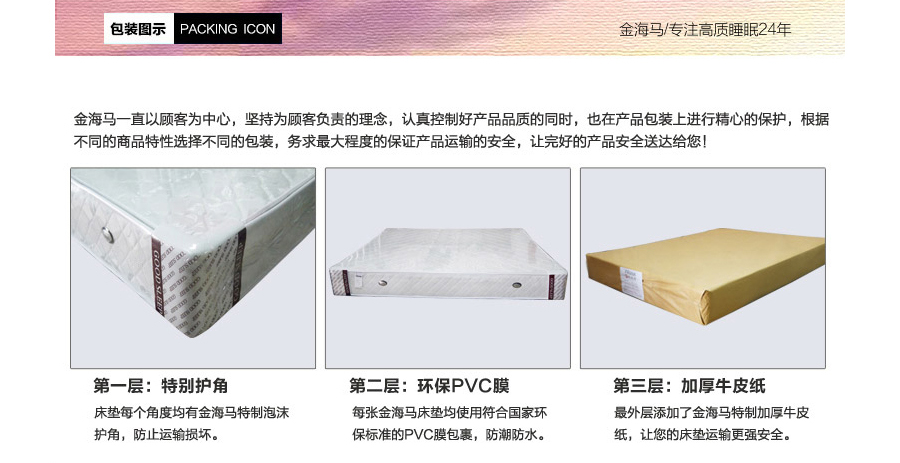 包装图示 PACKING ICON
金海马/专注高质睡眠24年
金海马一直以顾客为中心，坚持为顾客负责的理念，认真控制好产品品质的同时，也在产品包装上进行精心的保护，根据
不同的商品特性选择不同的包装，务求最大程度的保证产品运输的安全，让完好的产品安全送达给您！
GOOD SLEEP
第一层：特别护角
床垫每个角度均有金海马特制泡沫
护角，防止运输损坏。
第二层：环保PVC膜
每张金海马床垫均使用符合国家环
保标准的PVC膜包裹，防潮防水。
第三层：加厚牛皮纸
最外层添加了金海马特制加厚牛皮
纸，让您的床垫运输更强安全。